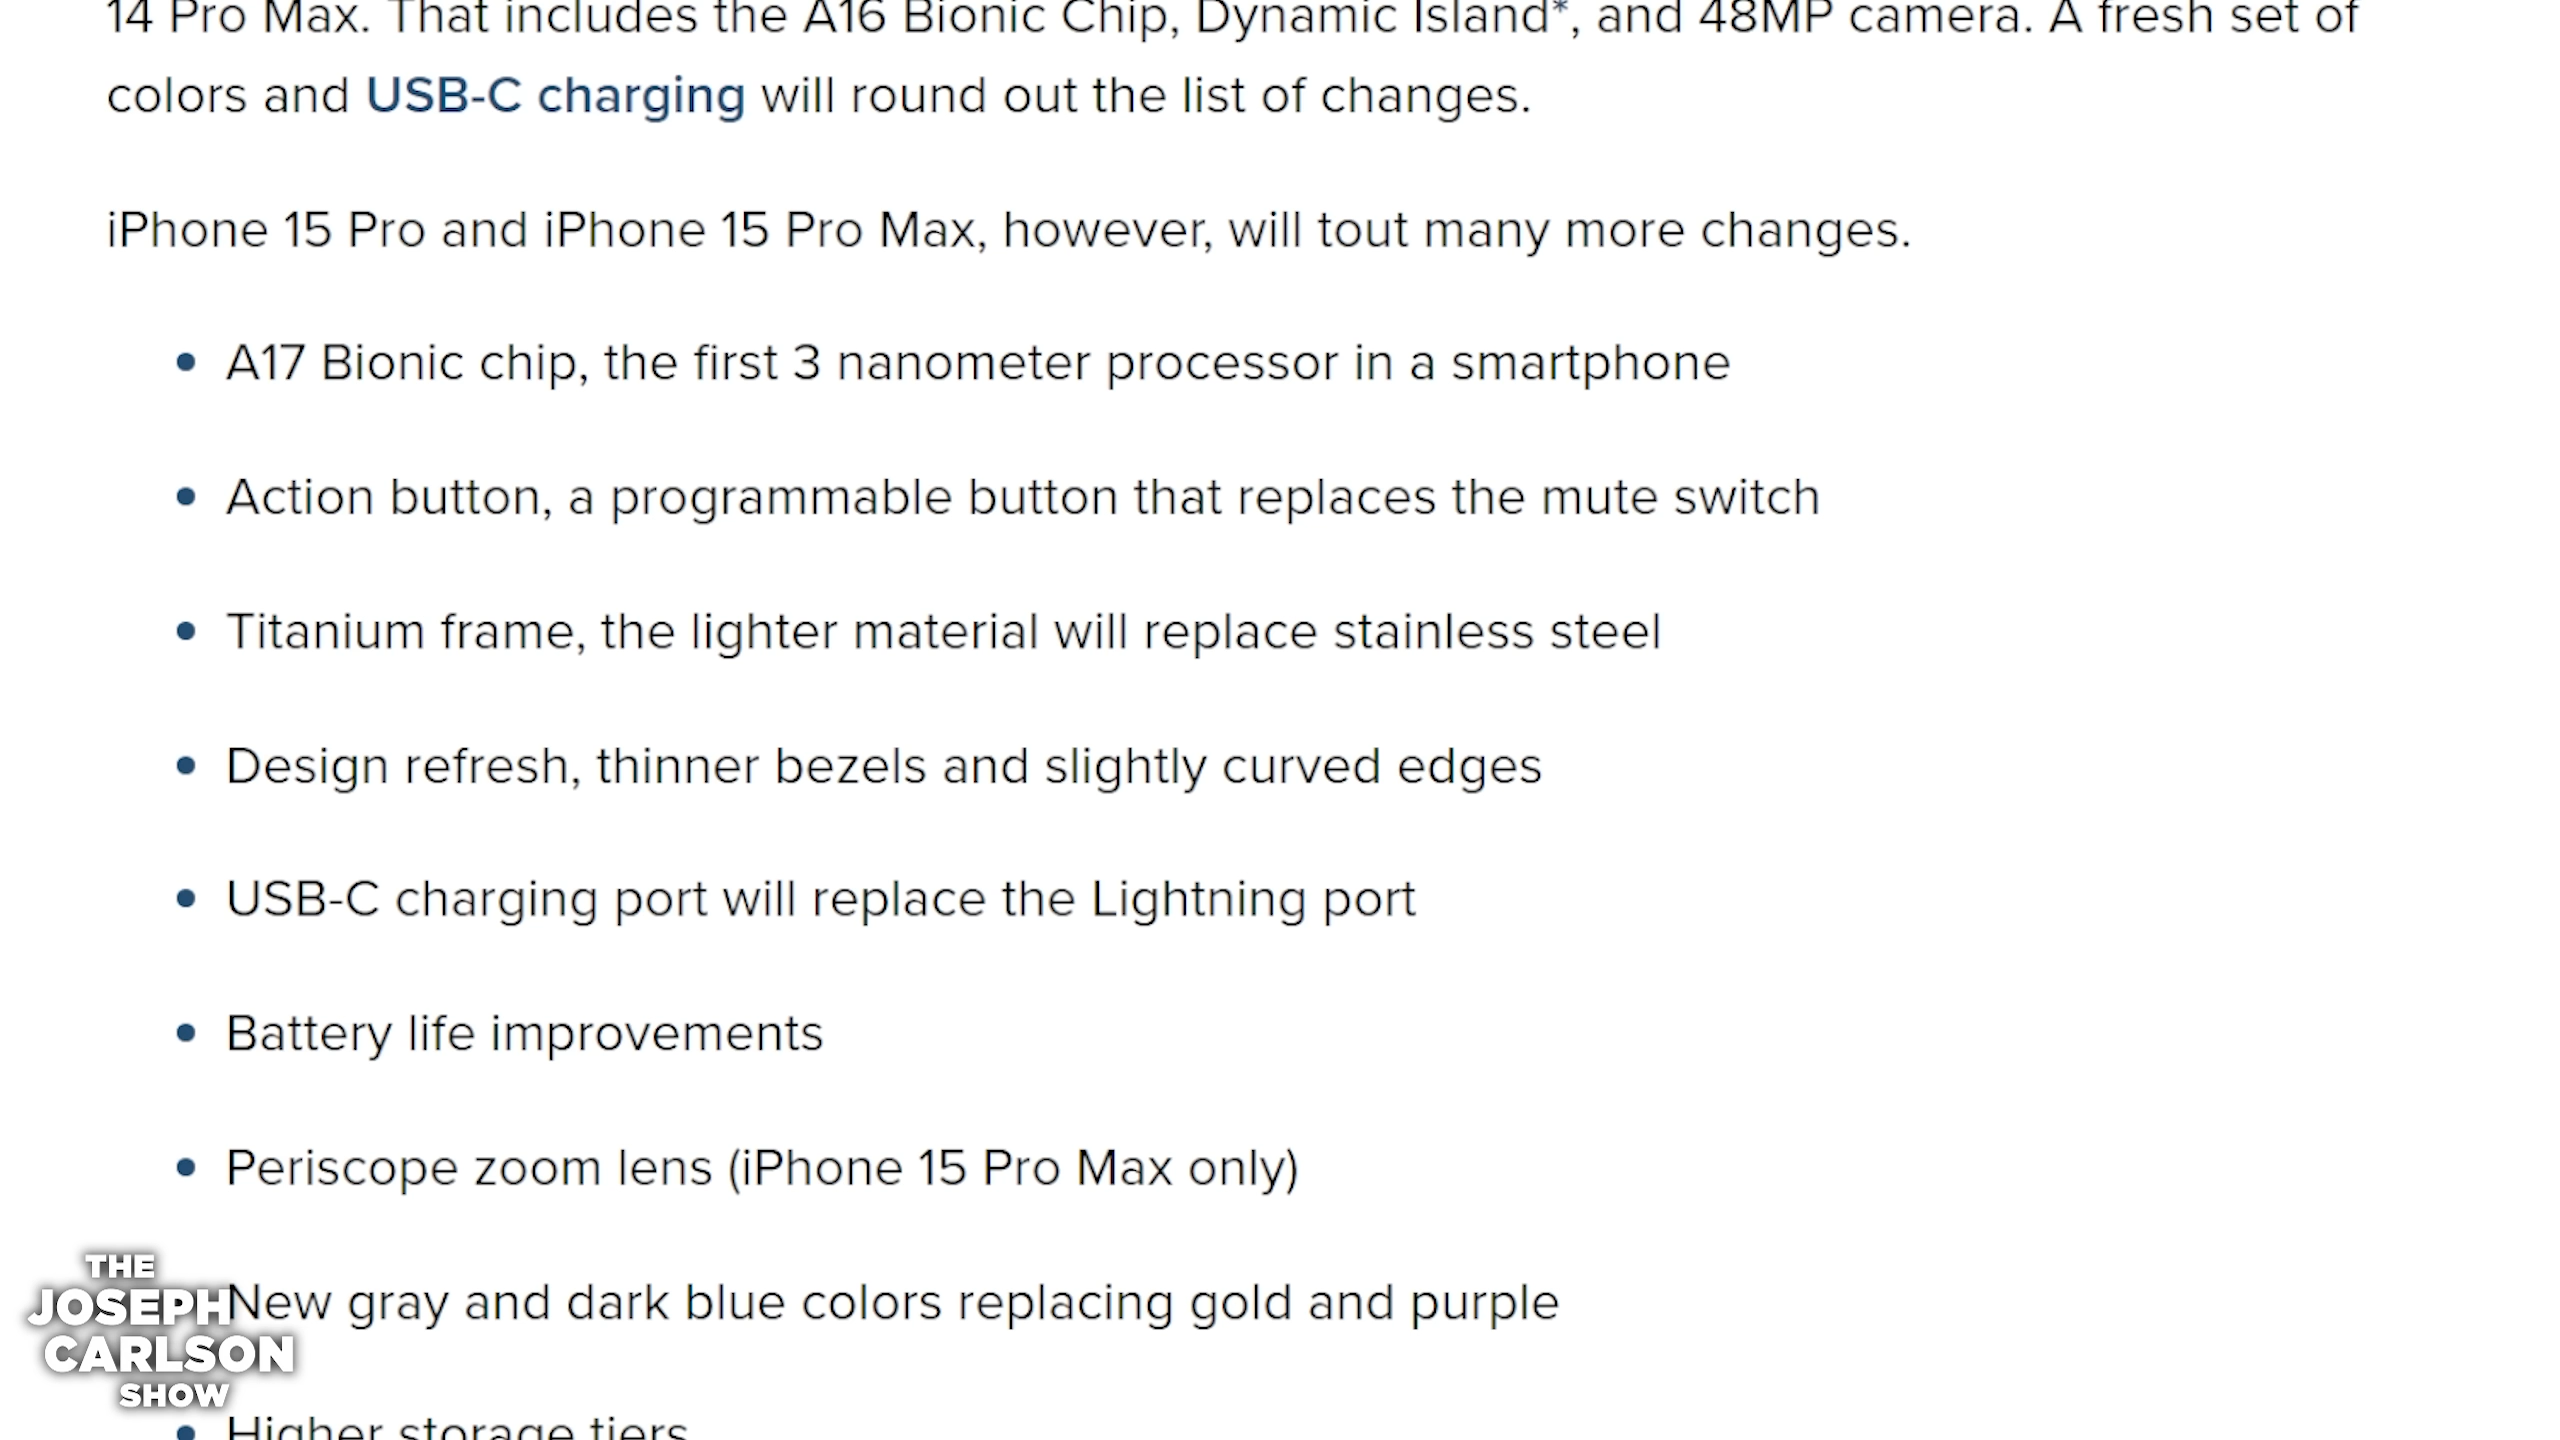 14 Pro Max. That includes the A16 Bionic Chip, Dynamic Island*, and 48MP camera. A fresh set of
colors and USB-C charging will round out the list of changes.
iPhone 15 Pro and iPhone 15 Pro Max, however, will tout many more changes.
• A17 Bionic chip, the first 3 nanometer processor in a smartphone
• Action button, a programmable button that replaces the mute switch
• Titanium frame, the lighter material will replace stainless steel
• Design refresh, thinner bezels and slightly curved edges
• USB-C charging port will replace the Lightning port
• Battery life improvements
• Periscope zoom lens (iPhone 15 Pro Max only)
New gray and dark blue colors replacing gold and purple
• Higher storage tiers
THE
JOSEPH
CARLSON
SHOW